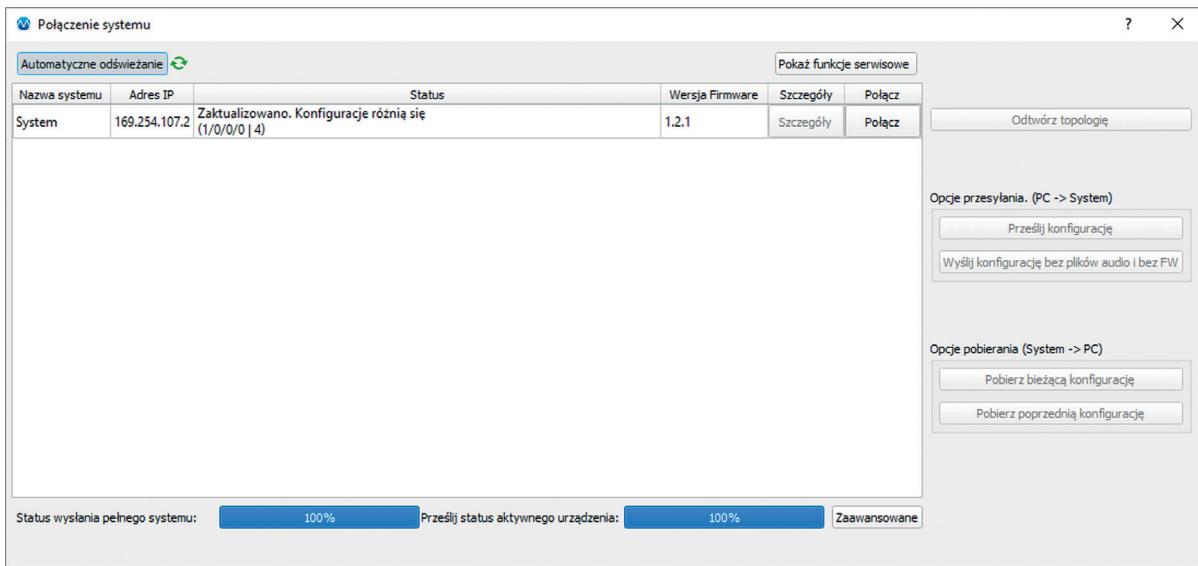 Połączenie systemu
?
Automatyczne odświeżanie
Pokaż funkcje serwisowe
Nazwa systemu Adres IP Status Wersja Firmware Szczegóły Połącz
System 169.254.107.2 Zaktualizowano. Konfiguracje różnią się 1.2.1 Szczegóły Połącz
(1/0/0/0 | 4)
Odtwórz topologię
Opcje przesyłania. (PC -> System)
Prześlij konfigurację
Wyślij konfigurację bez plików audio i bez FW
Opcje pobierania (System -> PC)
Pobierz bieżącą konfigurację
Pobierz poprzednią konfigurację
Status wysłania pełnego systemu: 100% Prześlij status aktywnego urządzenia: 100% Zaawansowane